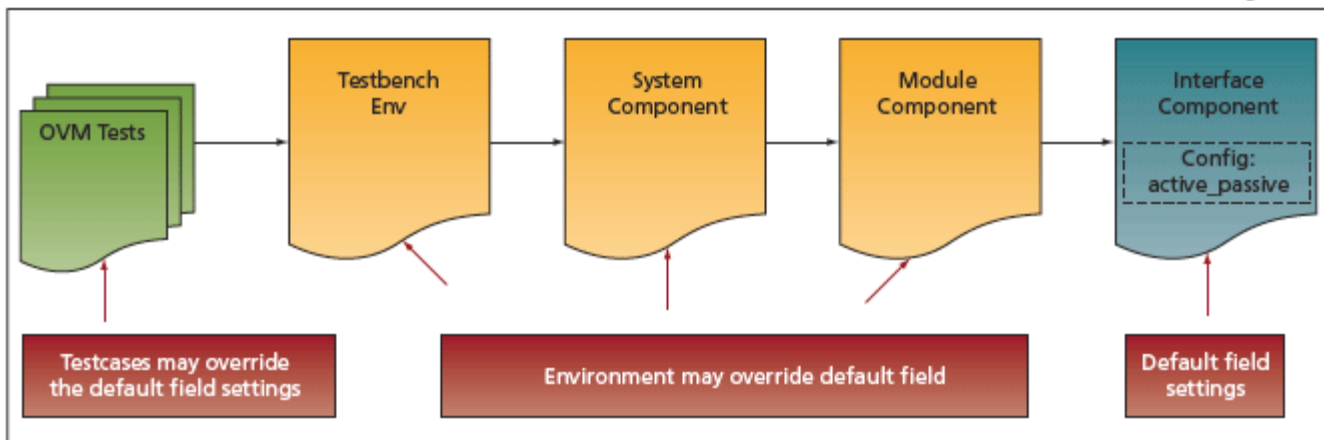 OVM Tests
Testbench
Env
System
Component
Module
Component
Interface
Component
Config:
active_passive
Testcases may override
the default field settings
Environment may override default field
Default field
settings